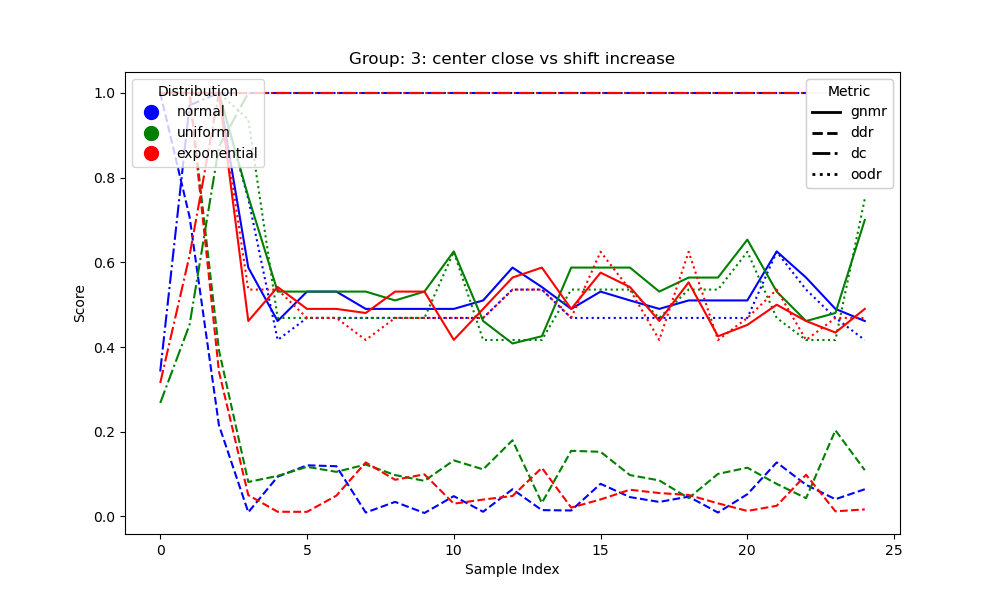 Group: 3: center close vs shift increase
Distribution
normal
uniform
exponential
Metric
gnmr
ddr
dc
oodr
Score
1.0
0.8
0.6
0.4
0.2
0.0
0 5 10 15 20 25
Sample Index